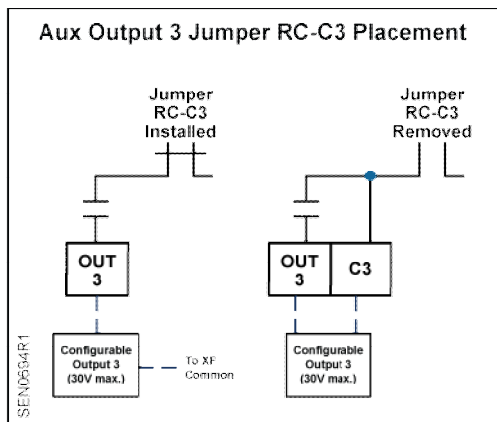 Aux Output 3 Jumper RC-C3 Placement
Jumper
RC-C3
Installed
Jumper
RC-C3
Removed
OUT
3
OUT
3
C3
Configurable
Output 3
(30V max.)
To XF
Common
Configurable
Output 3
(30V max.)
SEN0694R1